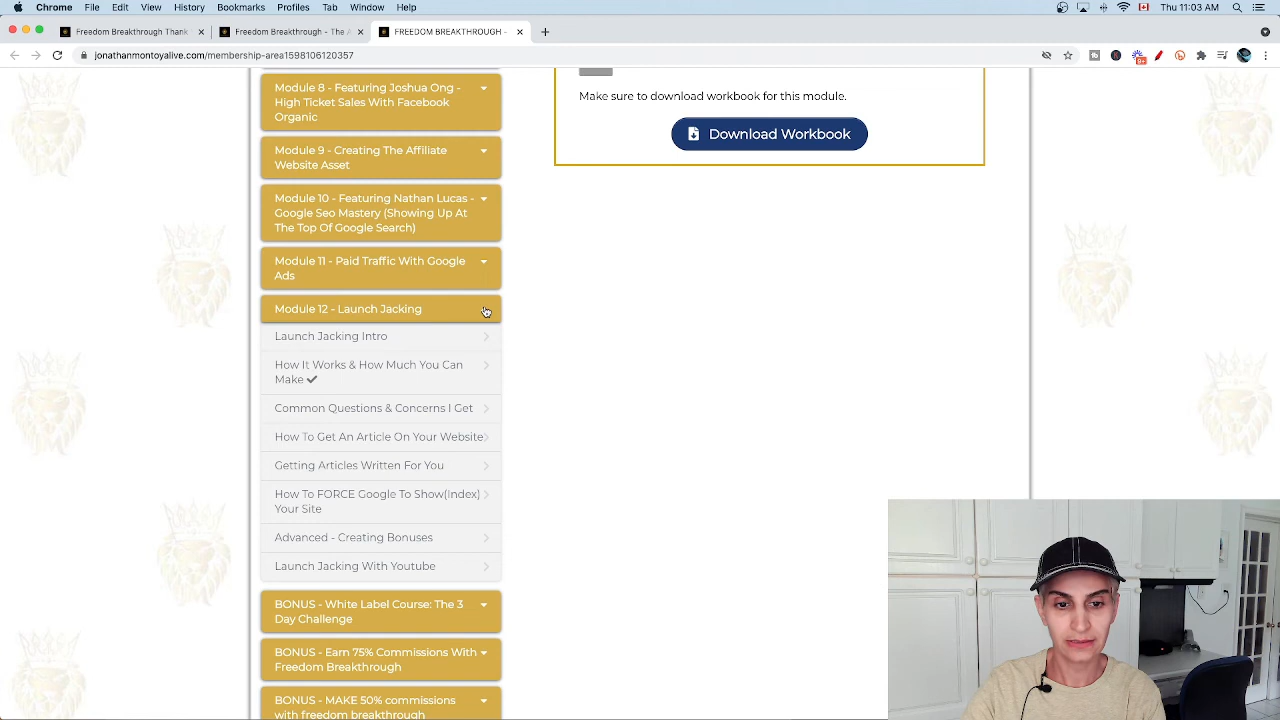 Chrome File Edit View History Bookmarks Profiles Tab Window Help
Thu 11:03 AM
Freedom Breakthrough Thank
Freedom Breakthrough - The A
FREEDOM BREAKTHROUGH -
jonathanmontoyalive.com/membership-area1598106120357
9+
Module 8 - Featuring Joshua Ong -
High Ticket Sales With Facebook
Organic
Module 9 - Creating The Affiliate
Website Asset
Module 10 - Featuring Nathan Lucas -
Google Seo Mastery (Showing Up At
The Top Of Google Search)
Module 11 - Paid Traffic With Google
Ads
Module 12 - Launch Jacking
Launch Jacking Intro
How It Works & How Much You Can
Make ✔
Common Questions & Concerns I Get
How To Get An Article On Your Website
Getting Articles Written For You
How To FORCE Google To Show(Index)
Your Site
Advanced - Creating Bonuses
Launch Jacking With Youtube
BONUS - White Label Course: The 3
Day Challenge
BONUS - Earn 75% Commissions With
Freedom Breakthrough
BONUS - MAKE 50% commissions
with freedom breakthrough
Make sure to download workbook for this module.
Download Workbook